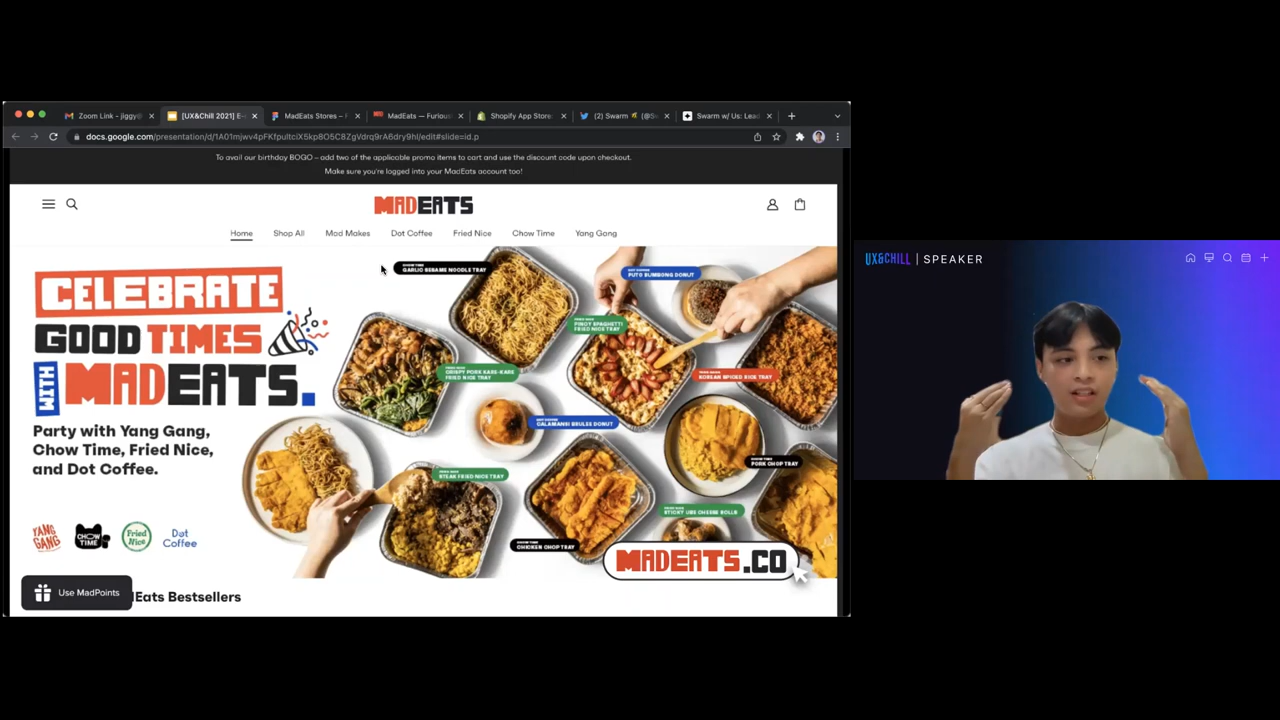 Zoom Link - jiggy@
[UX&Chill 2021] E-
MadEats Stores – F
MadEats — Furious
Shopify App Store:
(2) Swarm
Swarm w/ Us: Lead
docs.google.com/presentation/d/1A01mjwv4pFKfpultciX5kp8O5C8ZgVdrq9rA6dry9hI/edit#slide=id.p
To avail our birthday BOGO – add two of the applicable promo items to cart and use the discount code upon checkout.
Make sure you're logged into your MadEats account too!
MADEATS
Home Shop All Mad Makes Dot Coffee Fried Nice Chow Time Yang Gang
CELEBRATE
GOOD TIMES
WITH MADEATS.
Party with Yang Gang,
Chow Time, Fried Nice,
and Dot Coffee.
YANG GANG
CHOW TIME
Fried Nice
Dot Coffee
GARLIC SESAME NOODLE TRAY
PUTO BUMBONG DONUT
PINOY SPAGHETTI
FRIED NICE TRAY
CRISPY PORK KARE-KARE
FRIED NICE TRAY
KOREAN SPICED RICE TRAY
CALAMANSI BRULEE DONUT
PORK CHOP TRAY
STEAK FRIED NICE TRAY
STICKY UBE CHEESE ROLLS
CHICKEN CHOP TRAY
MADEATS.CO
Use MadPoints
Eats Bestsellers
UX&CHILL | SPEAKER